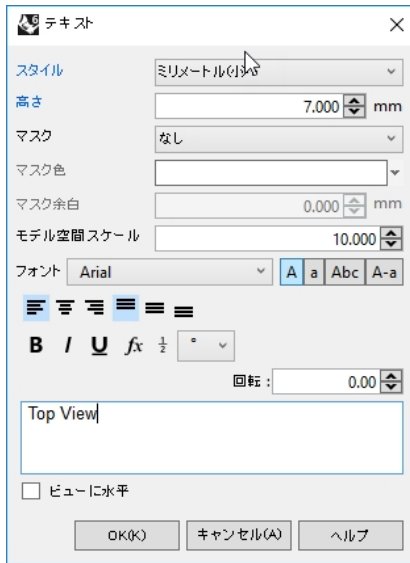 テキスト
スタイル ミリメートル(小)
高さ 7.000 mm
マスク なし
マスク色
マスク余白 0.000 mm
モデル空間スケール 10.000
フォント Arial A a Abc A-a
B I U fx ½ °
回転: 0.00
Top View
ビューに水平
OK(K) キャンセル(A) ヘルプ